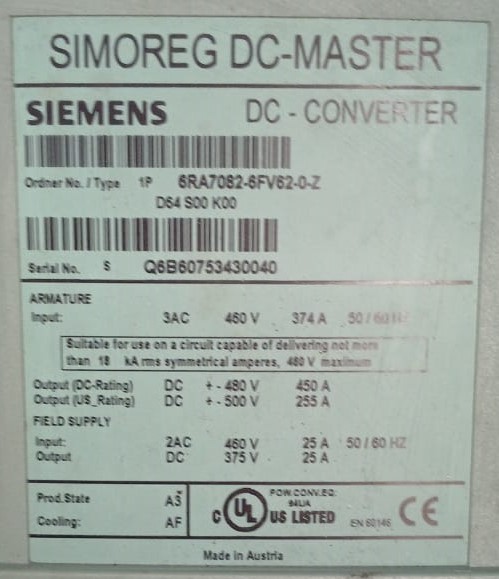 SIMOREG DC-MASTER
SIEMENS DC - CONVERTER
Ordner No. / Type 1P 6RA7082-6FV62-0-Z
D64 S00 K00
Serial No. S Q6B60753430040
ARMATURE
Input: 3AC 460 V 374 A 50 / 60 HZ
Suitable for use on a circuit capable of delivering not more
than 18 kA rms symmetrical amperes, 480 V maximum
Output (DC-Rating) DC + - 480 V 450 A
Output (US_Rating) DC + - 500 V 255 A
FIELD SUPPLY
Input: 2AC 460 V 25 A 50 / 60 HZ
Output DC 375 V 25 A
Prod.State A3
Cooling: AF
POW.CONV.EQ.
C UL US LISTED EN 60146 CE
Made in Austria